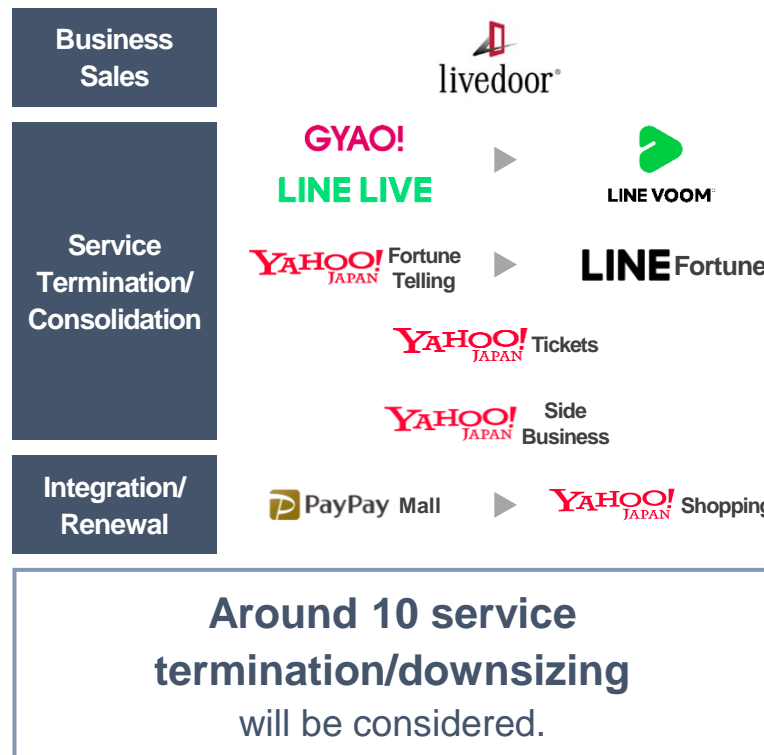 Business
Sales
livedoor®
GYAO!
LINE LIVE
LINE VOOM
Service
Termination/
Consolidation
YAHOO!
JAPAN
Fortune
Telling
LINE Fortune
YAHOO!
JAPAN
Tickets
YAHOO!
JAPAN
Side
Business
Integration/
Renewal
PayPay Mall
YAHOO!
JAPAN
Shopping
Around 10 service
termination/downsizing
will be considered.